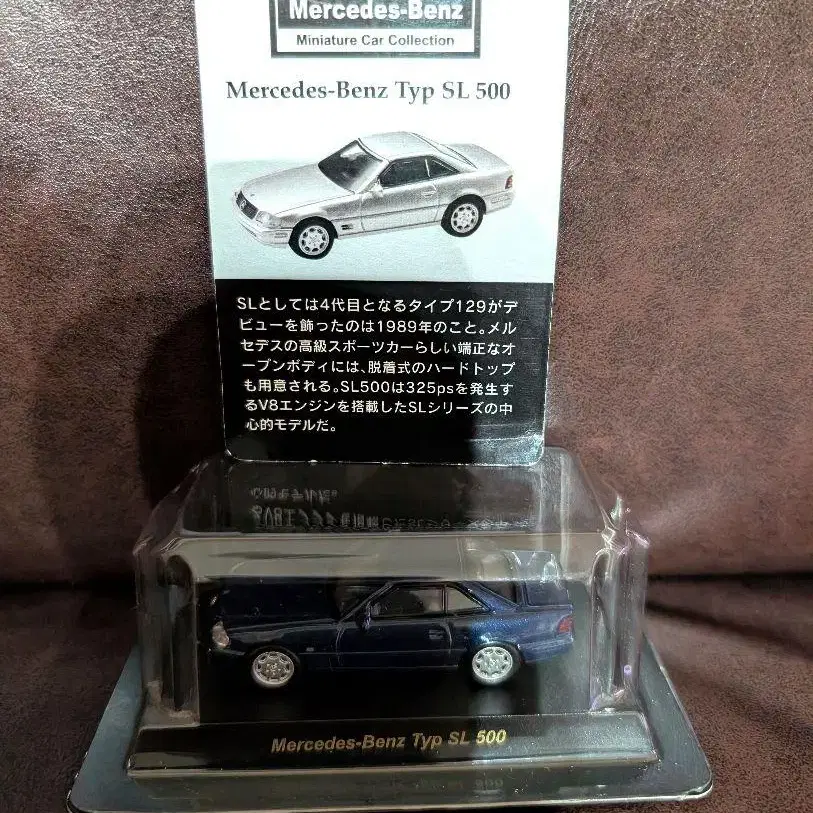 Mercedes-Benz
Miniature Car Collection
Mercedes-Benz Typ SL 500
SLとしては4代目となるタイプ129がデ
ビューを飾ったのは1989年のこと。メル
セデスの高級スポーツカーらしい端正なオ
ープンボディには、脱着式のハードトップ
も用意される。SL500は325psを発生す
るV8エンジンを搭載したSLシリーズの中
心的モデルだ。
Mercedes-Benz Typ SL 500